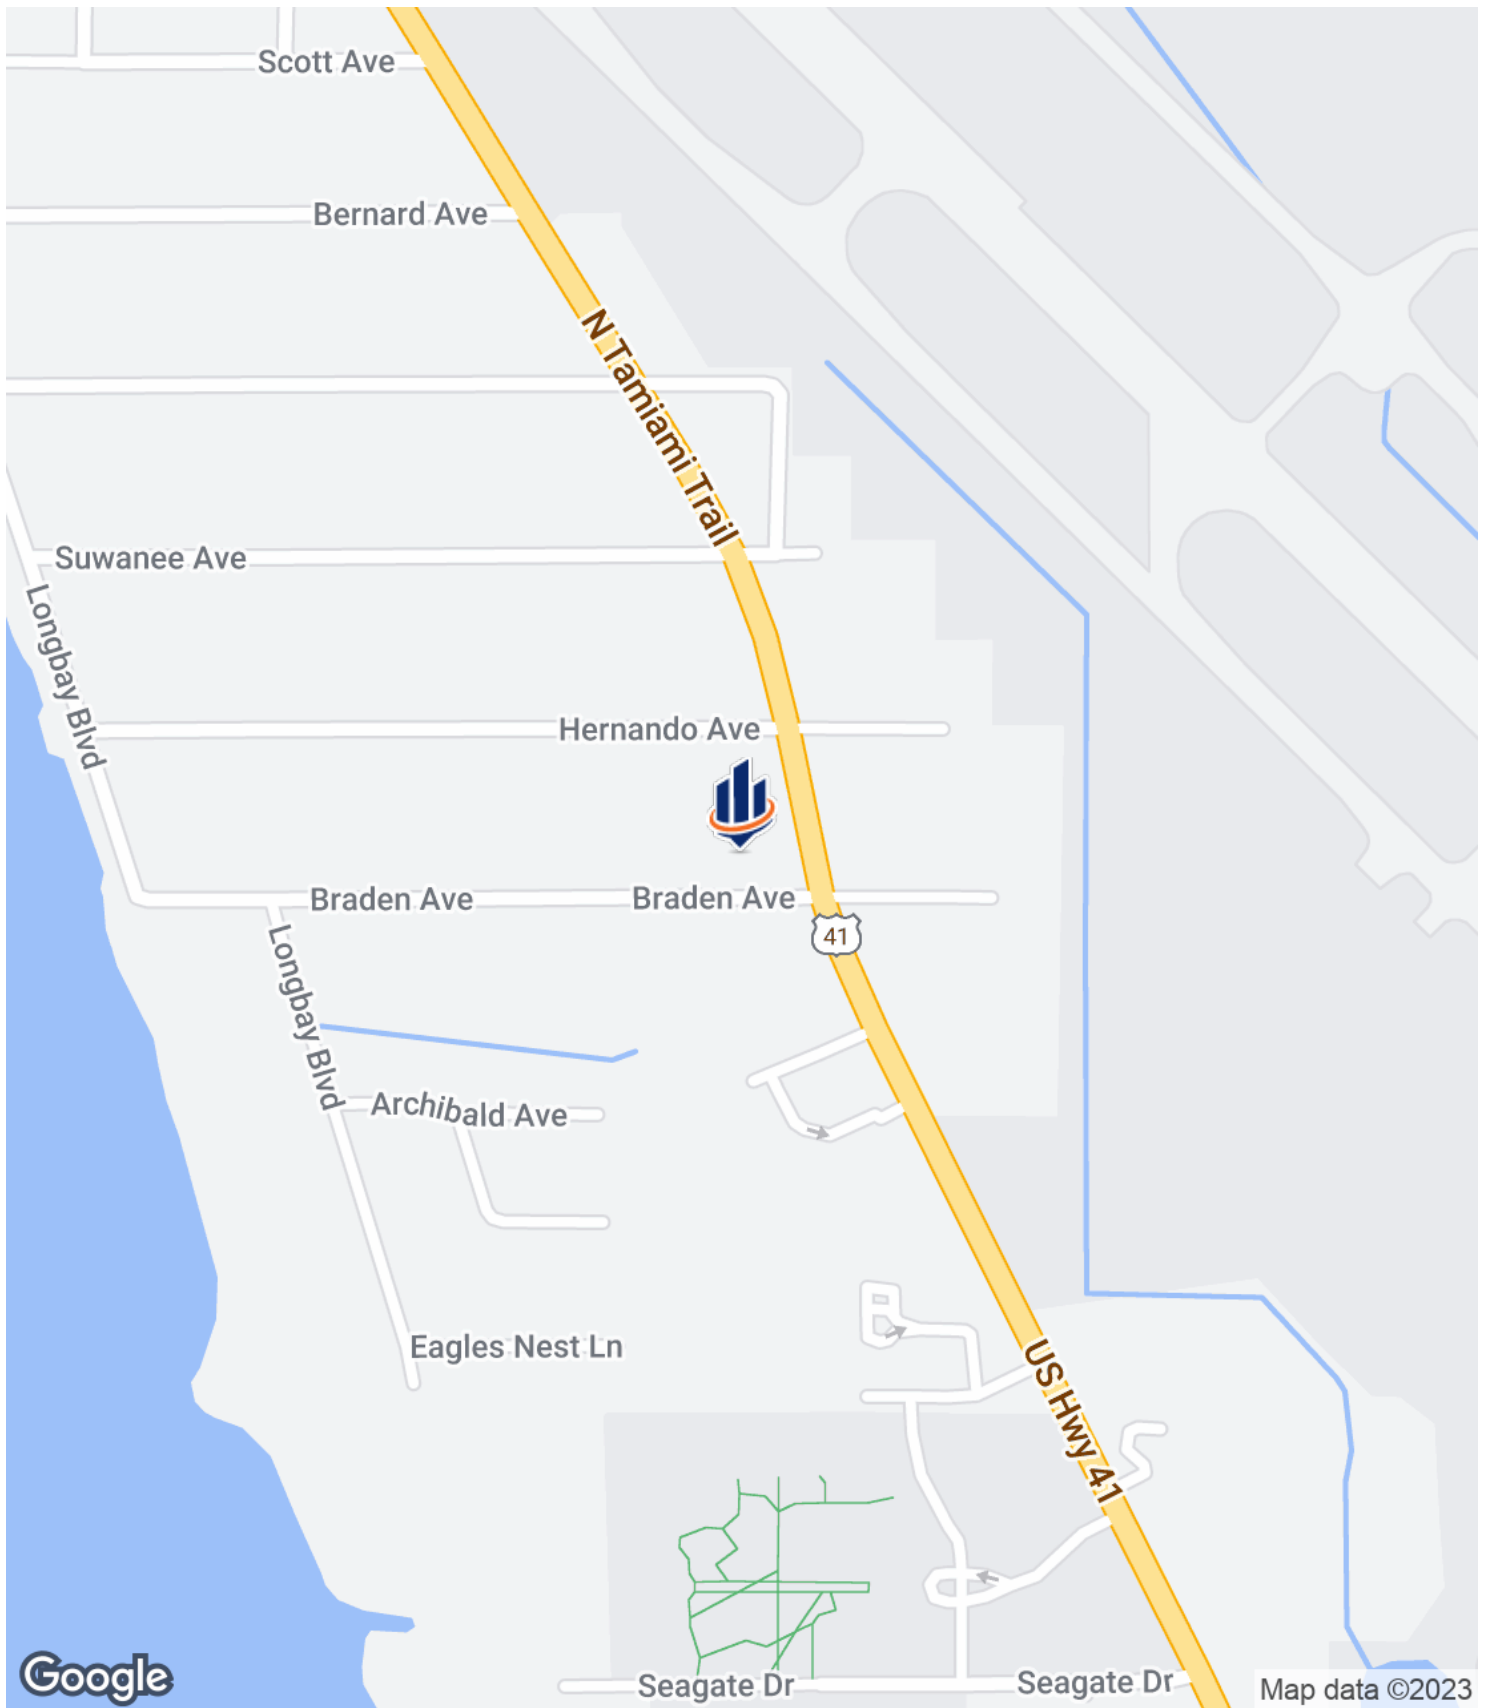 Scott Ave
Bernard Ave
N Tamiami Trail
Suwanee Ave
Longbay Blvd
Hernando Ave
Braden Ave
Braden Ave
41
Longbay Blvd
Archibald Ave
Eagles Nest Ln
US Hwy 41
Seagate Dr
Seagate Dr
Google
Map data ©2023